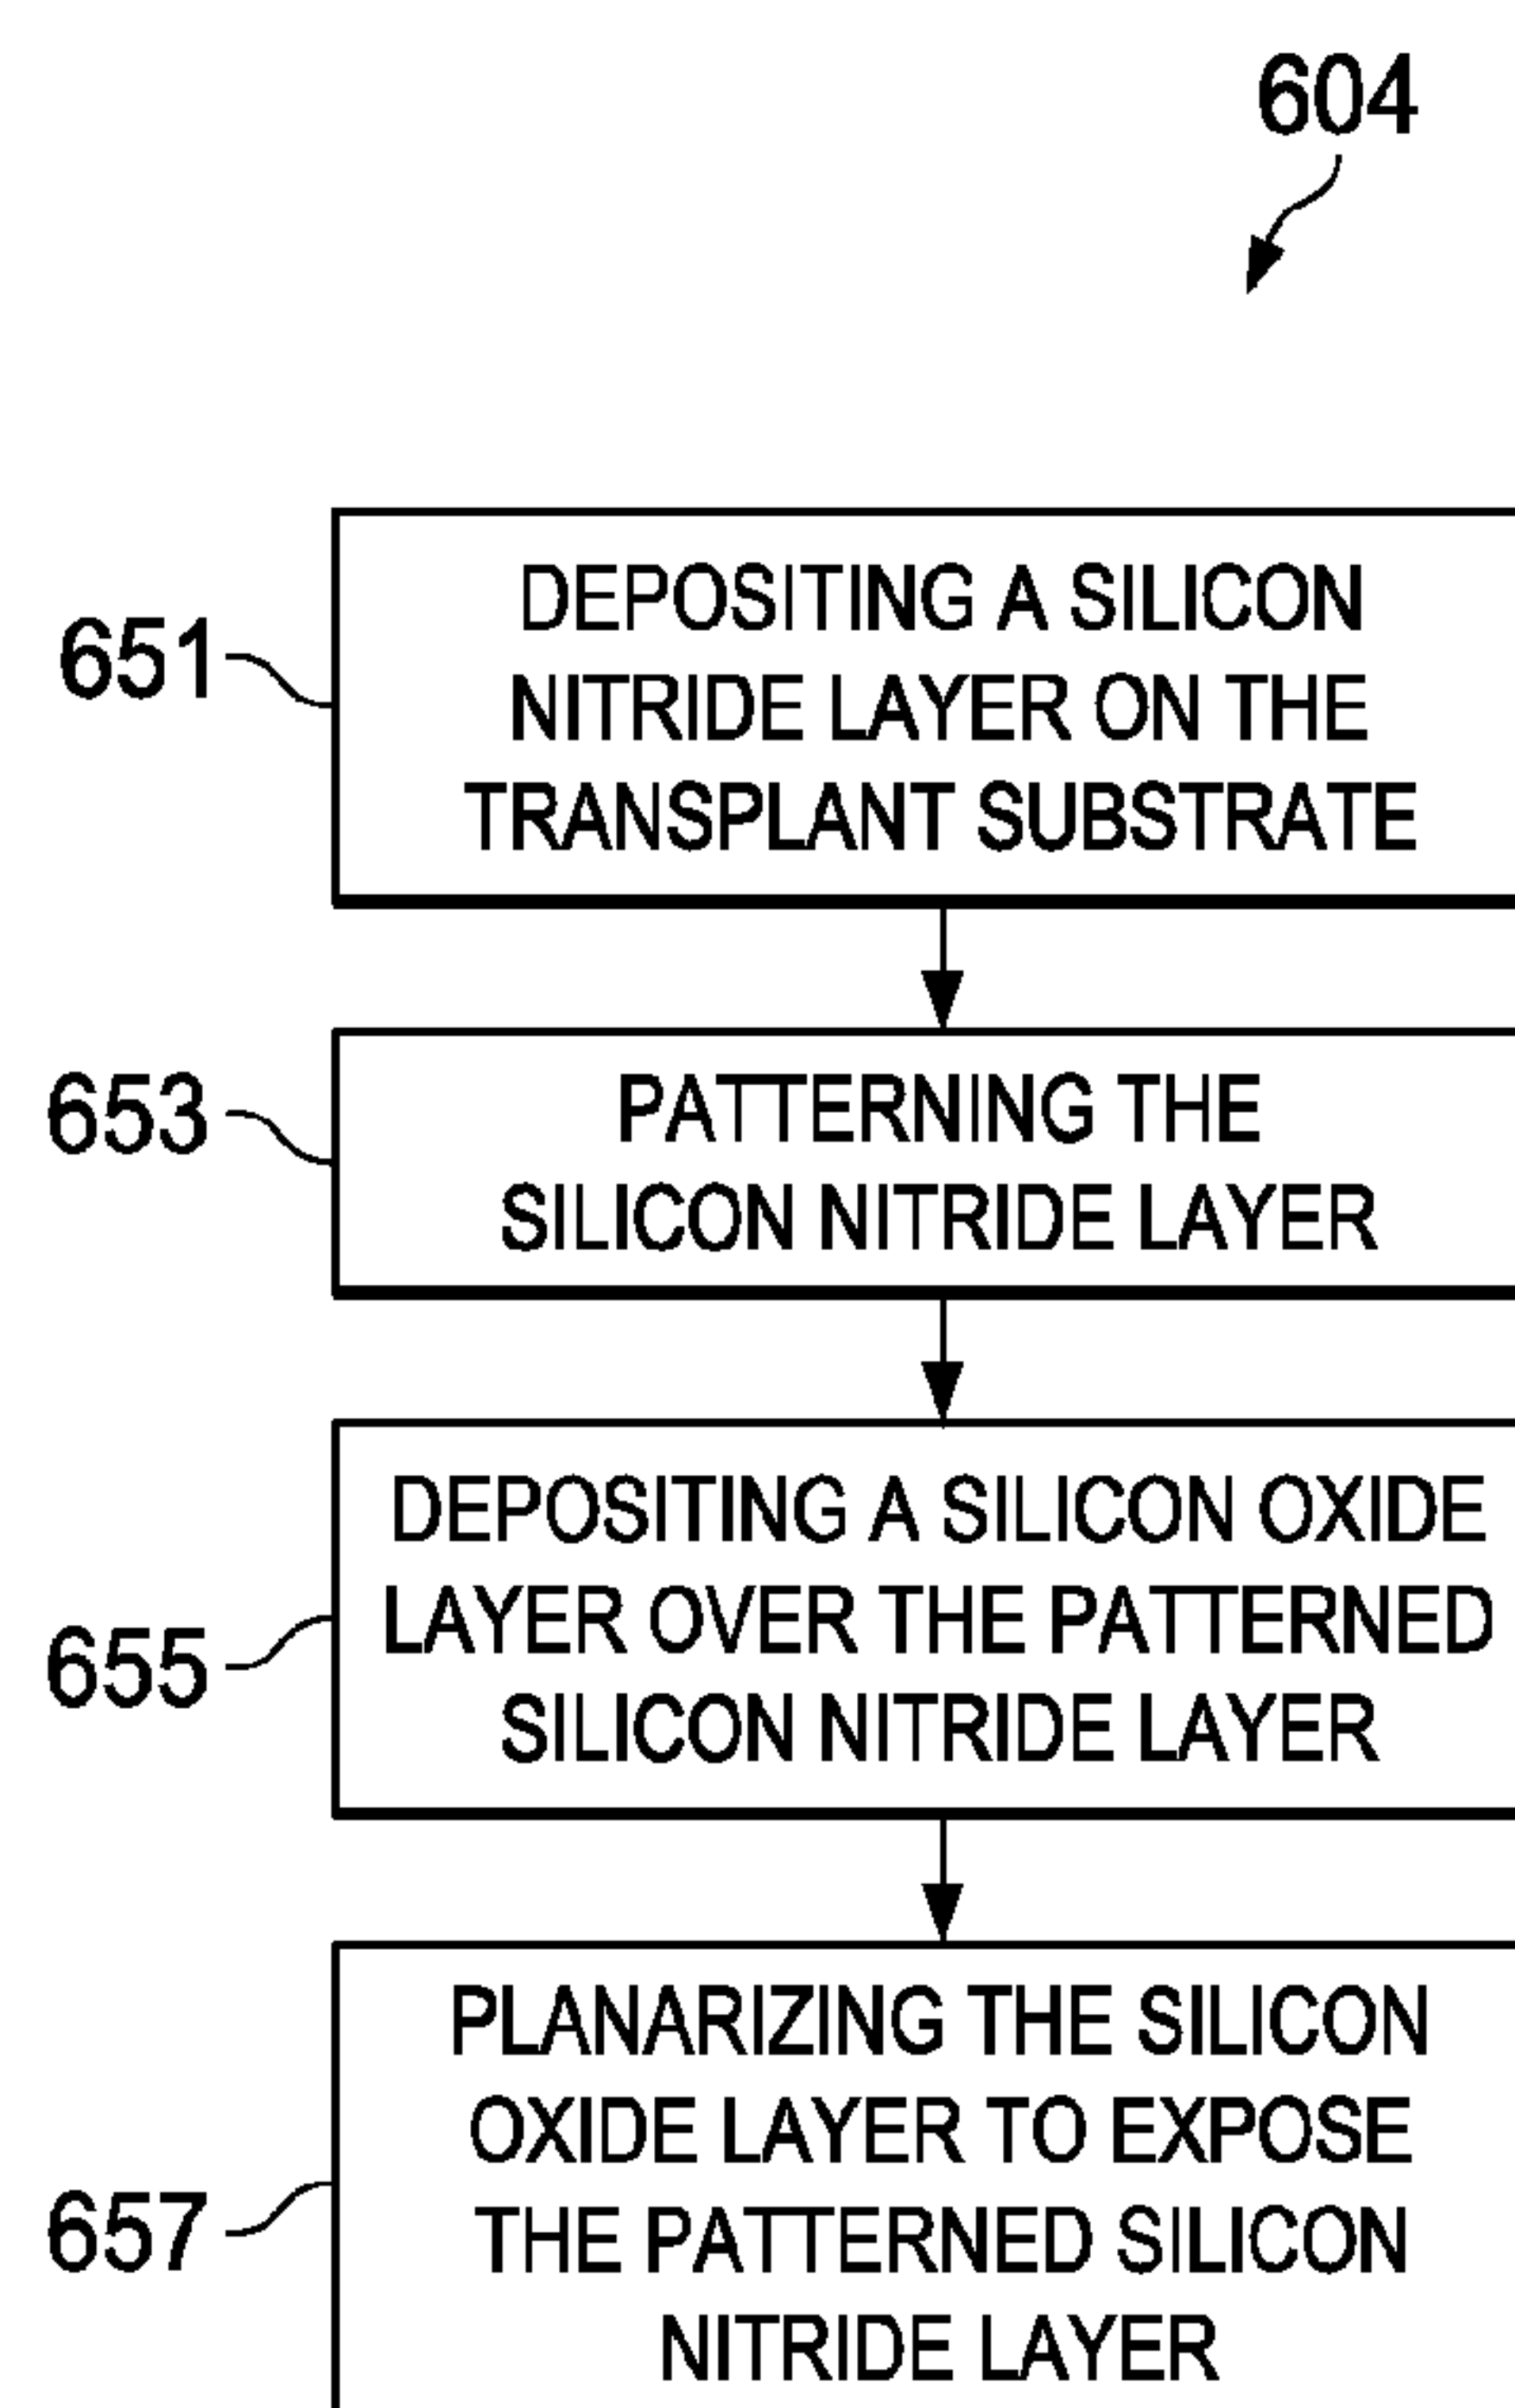 604
651
DEPOSITING A SILICON
NITRIDE LAYER ON THE
TRANSPLANT SUBSTRATE
653
PATTERNING THE
SILICON NITRIDE LAYER
655
DEPOSITING A SILICON OXIDE
LAYER OVER THE PATTERNED
SILICON NITRIDE LAYER
657
PLANARIZING THE SILICON
OXIDE LAYER TO EXPOSE
THE PATTERNED SILICON
NITRIDE LAYER